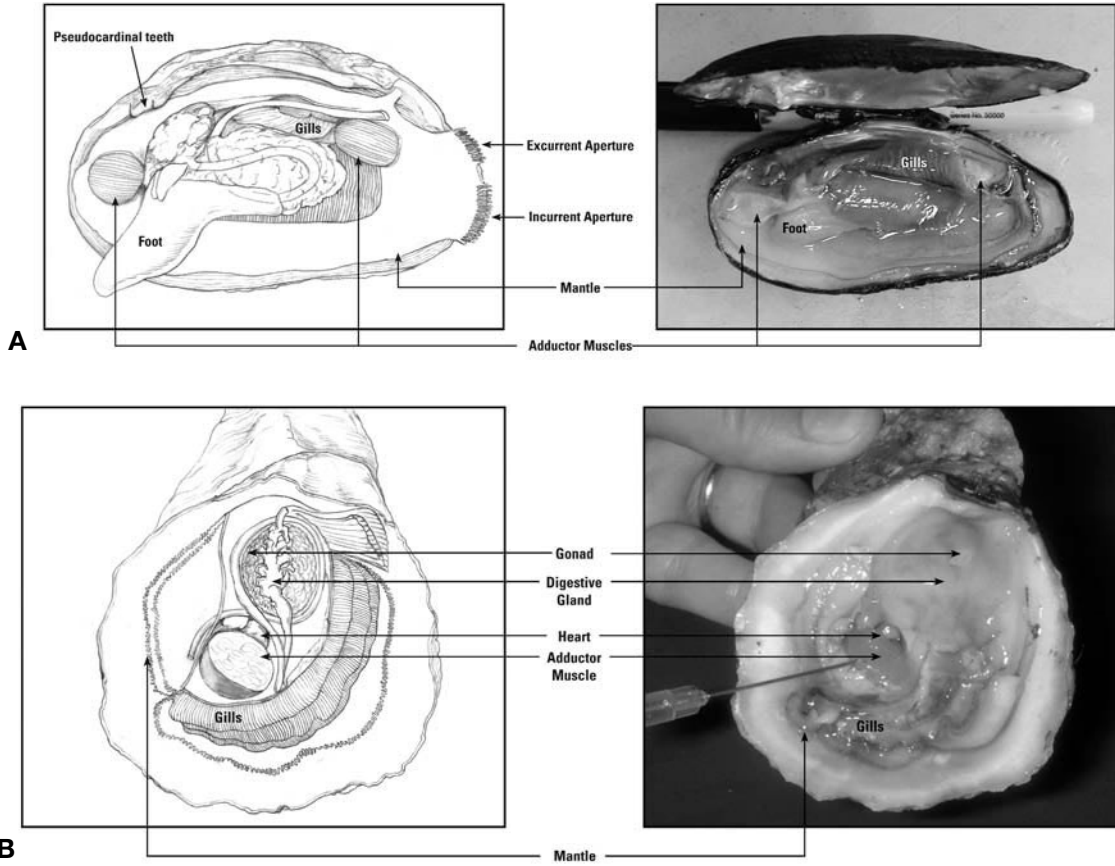 A
Pseudocardinal teeth
Gills
Excurrent Aperture
Incurrent Aperture
Foot
Mantle
Adductor Muscles
Gills
Foot
B
Gonad
Digestive
Gland
Heart
Adductor
Muscle
Gills
Gills
Mantle